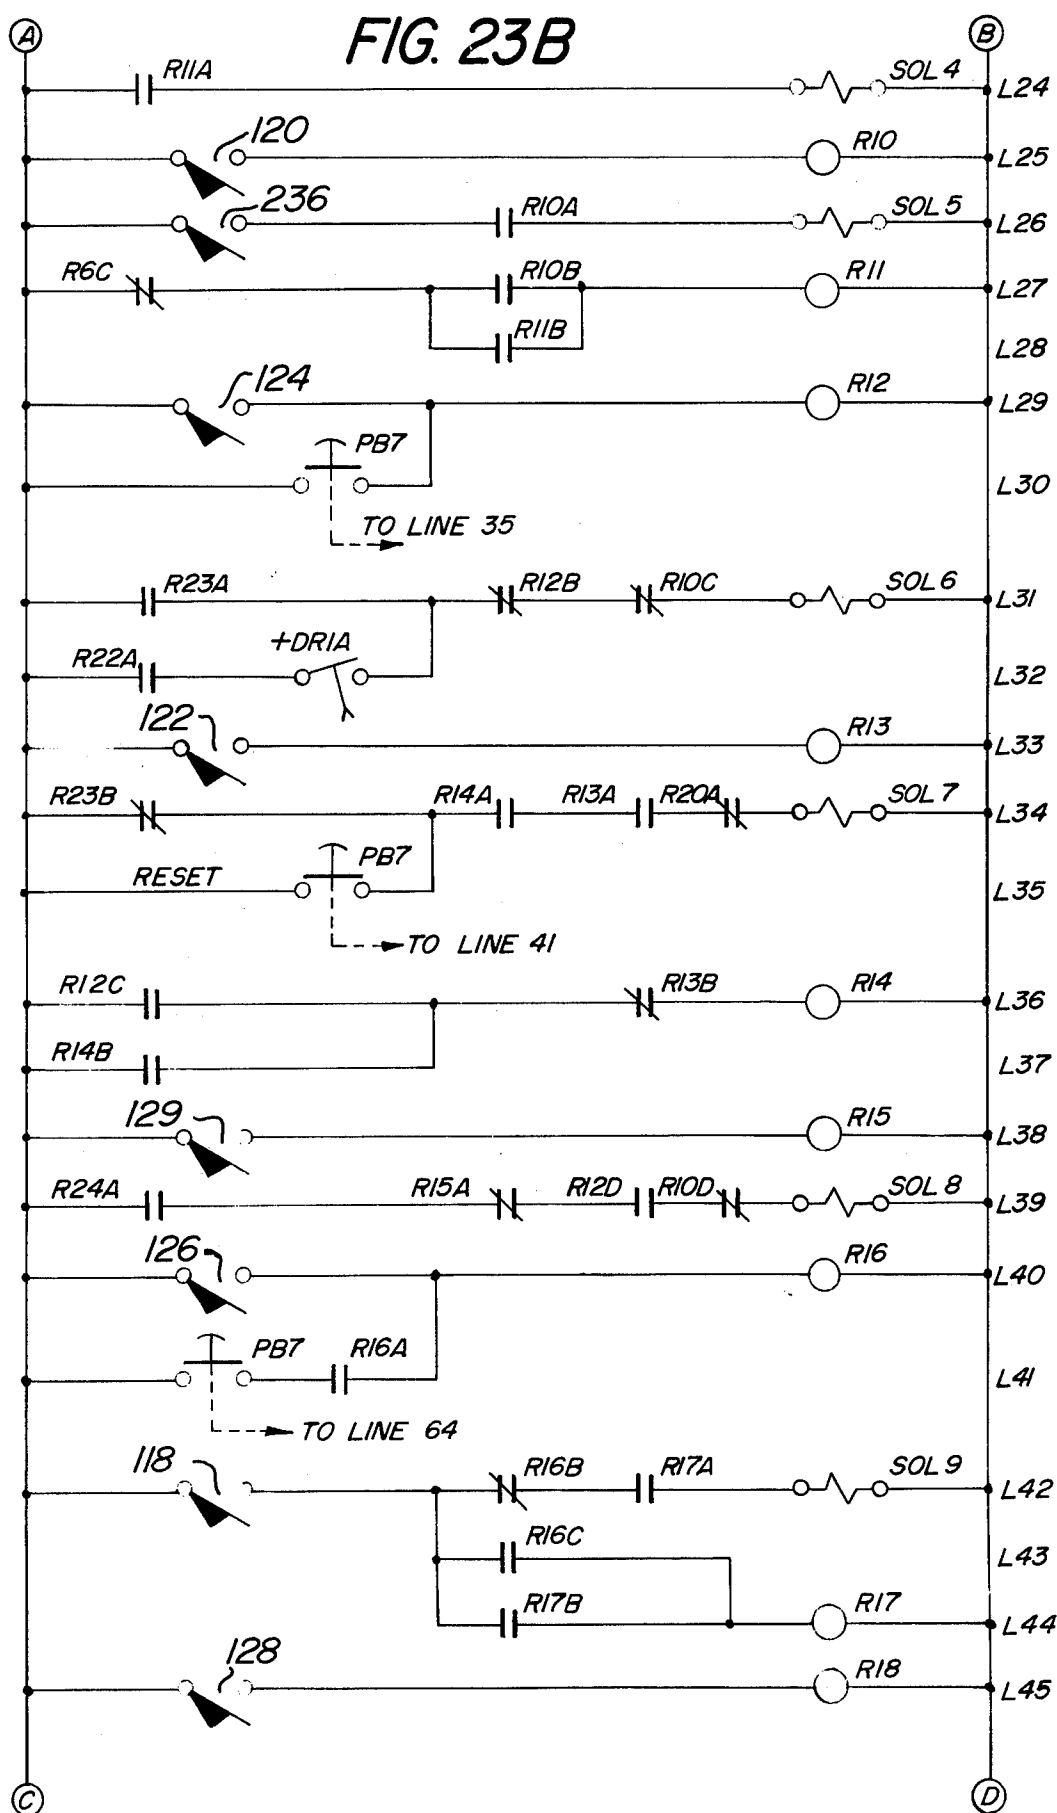 FIG. 23B
A B
R11A SOL 4 L24
120 R10 L25
236 R10A SOL 5 L26
R6C R10B R11 L27
R11B L28
124 R12 L29
PB7 L30
TO LINE 35
R23A R12B R10C SOL 6 L31
R22A +DR1A L32
122 R13 L33
R23B R14A R13A R20A SOL 7 L34
RESET PB7 L35
TO LINE 41
R12C R13B R14 L36
R14B L37
129 R15 L38
R24A R15A R12D R10D SOL 8 L39
126 R16 L40
PB7 R16A L41
TO LINE 64
118 R16B R17A SOL 9 L42
R16C L43
R17B R17 L44
128 R18 L45
C D